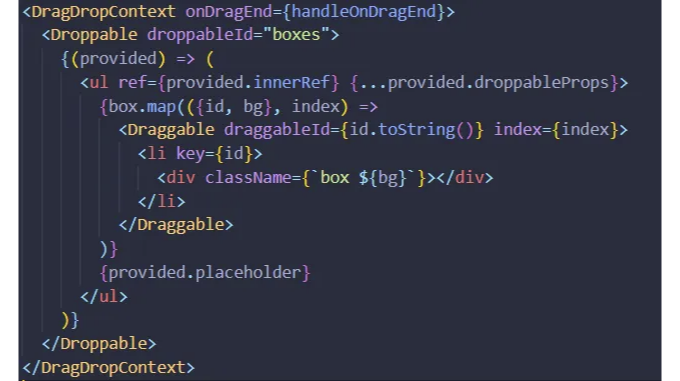 <DragDropContext onDragEnd={handleOnDragEnd}>
  <Droppable droppableId="boxes">
    {(provided) => (
      <ul ref={provided.innerRef} {...provided.droppableProps}>
        {box.map(({id, bg}, index) =>
          <Draggable draggableId={id.toString()} index={index}>
            <li key={id}>
              <div className={`box ${bg}`}></div>
            </li>
          </Draggable>
        )}
        {provided.placeholder}
      </ul>
    )}
  </Droppable>
</DragDropContext>